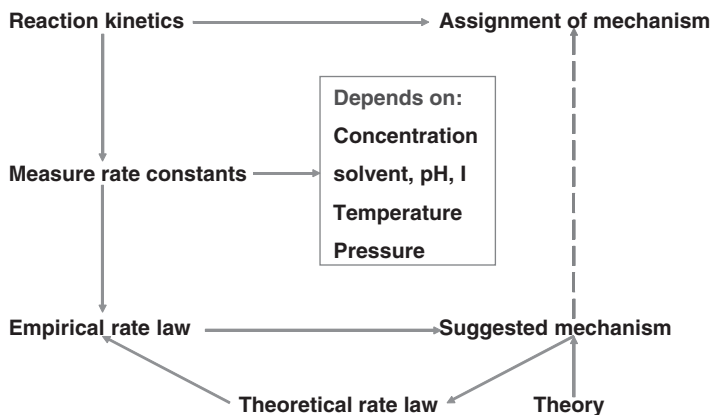 Reaction kinetics
Assignment of mechanism
Depends on:
Concentration
Measure rate constants
solvent, pH, I
Temperature
Pressure
Empirical rate law
Suggested mechanism
Theoretical rate law
Theory